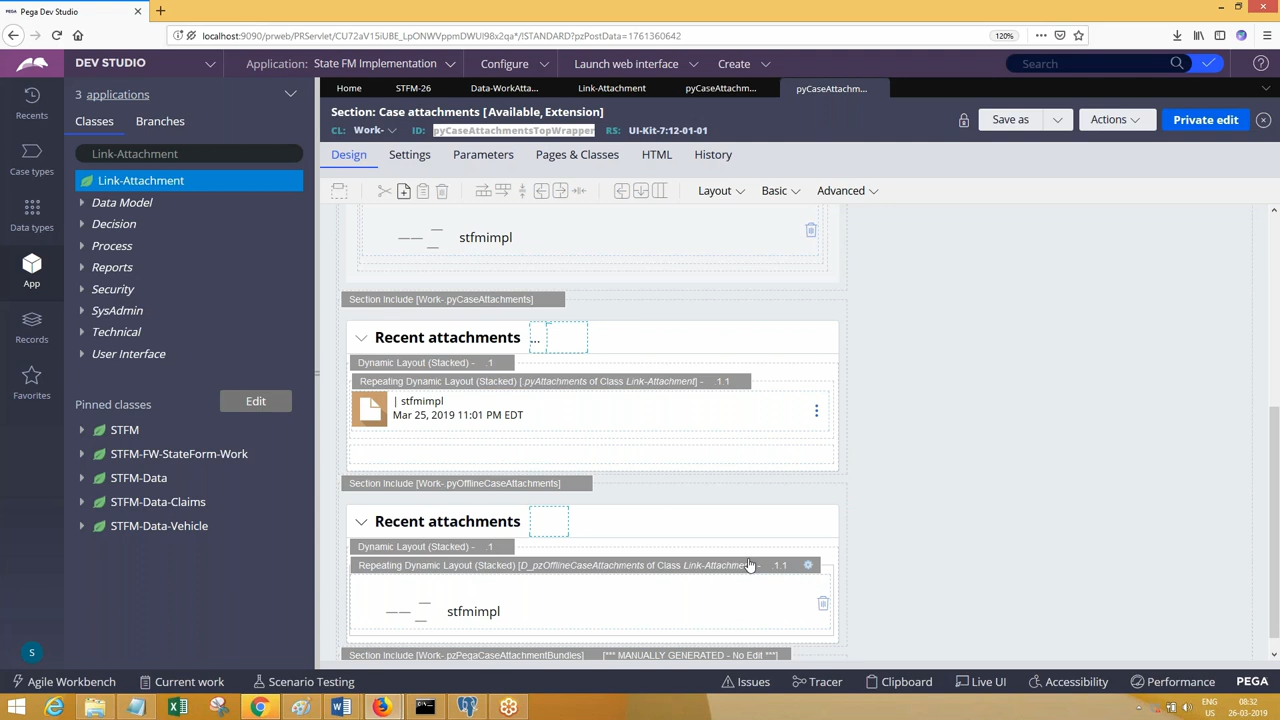 Pega Dev Studio
localhost:9090/prweb/PRServlet/CU72aV15iUBE_LpONWVppmDWUI98x2qa*/!STANDARD?pzPostData=1761360642
120%
DEV STUDIO
Application: State FM Implementation
Configure
Launch web interface
Create
Search
3 applications
Home
STFM-26
Data-WorkAtta...
Link-Attachment
pyCaseAttachm...
pyCaseAttachm...
Recents
Case types
Data types
App
Records
Favorites
S
Classes
Branches
Link-Attachment
Link-Attachment
Data Model
Decision
Process
Reports
Security
SysAdmin
Technical
User Interface
Pinned classes
Edit
STFM
STFM-FW-StateForm-Work
STFM-Data
STFM-Data-Claims
STFM-Data-Vehicle
Section: Case attachments [Available, Extension]
CL: Work- ID: pyCaseAttachmentsTopWrapper RS: UI-Kit-7:12-01-01
Save as
Actions
Private edit
Design
Settings
Parameters
Pages & Classes
HTML
History
Layout
Basic
Advanced
stfmimpl
Section Include [Work- pyCaseAttachments]
Recent attachments ...
Dynamic Layout (Stacked) - .1
Repeating Dynamic Layout (Stacked) [.pyAttachments of Class Link-Attachment] - .1.1
| stfmimpl
Mar 25, 2019 11:01 PM EDT
Section Include [Work- pyOfflineCaseAttachments]
Recent attachments
Dynamic Layout (Stacked) - .1
Repeating Dynamic Layout (Stacked) [D_pzOfflineCaseAttachments of Class Link-Attachme - .1.1
stfmimpl
Section Include [Work- pzPegaCaseAttachmentBundles] [*** MANUALLY GENERATED - No Edit ***]
Agile Workbench
Current work
Scenario Testing
Issues
Tracer
Clipboard
Live UI
Accessibility
Performance
PEGA
ENG
US
08:32
26-03-2019